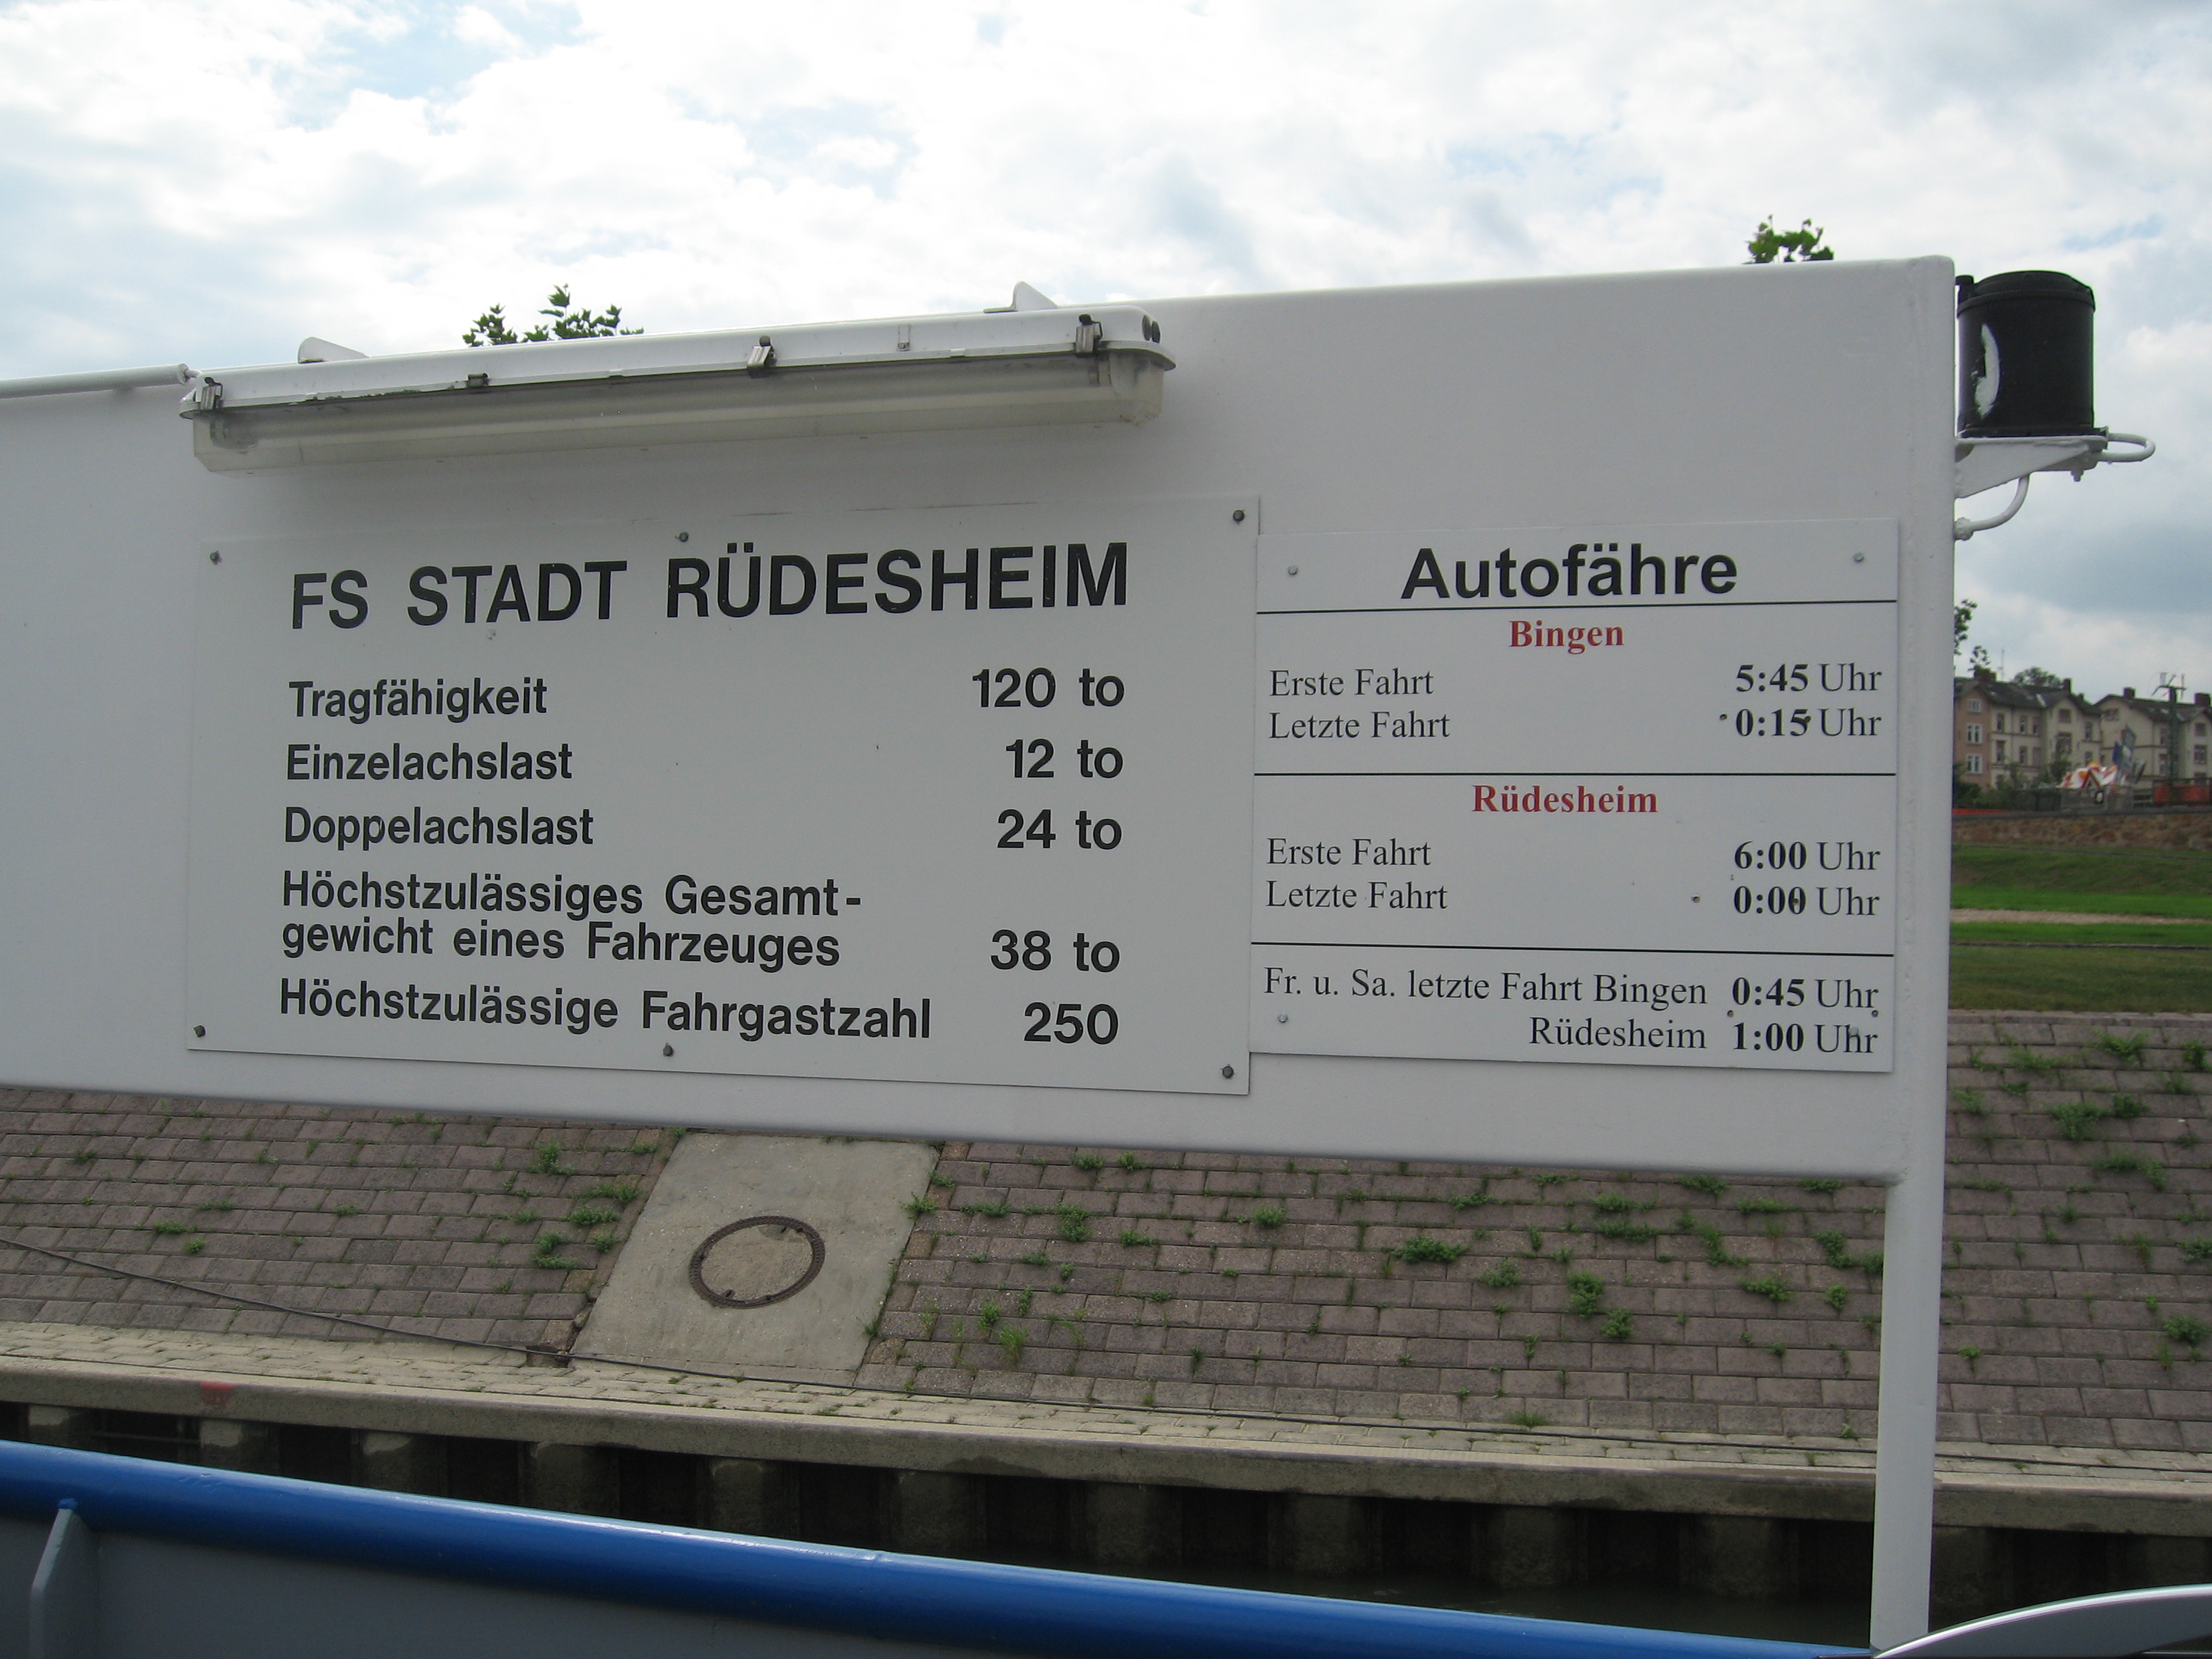 FS STADT RÜDESHEIM
Tragfähigkeit 120 to
Einzelachslast 12 to
Doppelachslast 24 to
Höchstzulässiges Gesamt-
gewicht eines Fahrzeuges 38 to
Höchstzulässige Fahrgastzahl 250
Autofähre
Bingen
Erste Fahrt 5:45 Uhr
Letzte Fahrt 0:15 Uhr
Rüdesheim
Erste Fahrt 6:00 Uhr
Letzte Fahrt 0:00 Uhr
Fr. u. Sa. letzte Fahrt Bingen 0:45 Uhr
Rüdesheim 1:00 Uhr